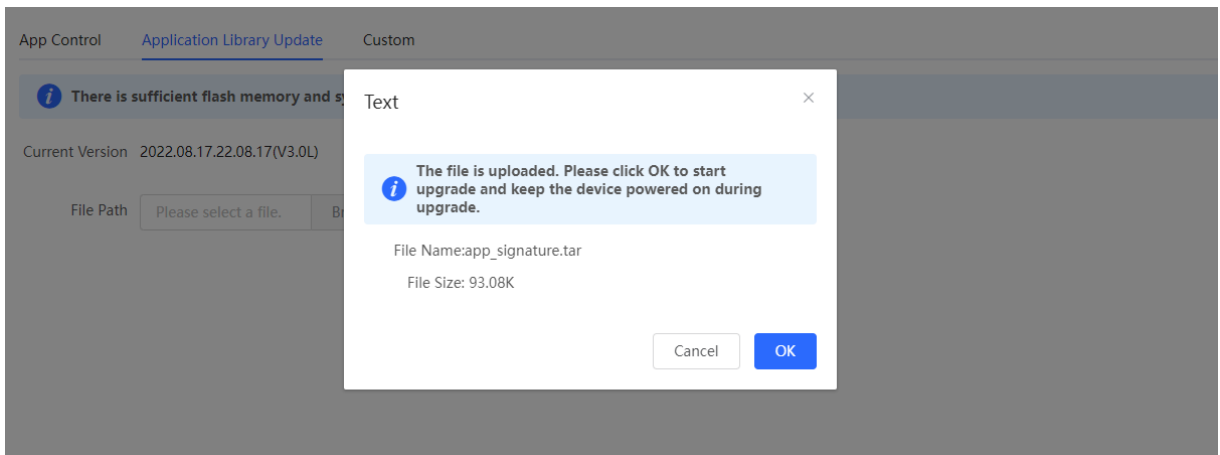 App Control Application Library Update Custom
There is sufficient flash memory and
Current Version 2022.08.17.22.08.17(V3.0L)
File Path Please select a file.
Text
The file is uploaded. Please click OK to start
upgrade and keep the device powered on during
upgrade.
File Name:app_signature.tar
File Size: 93.08K
Cancel OK